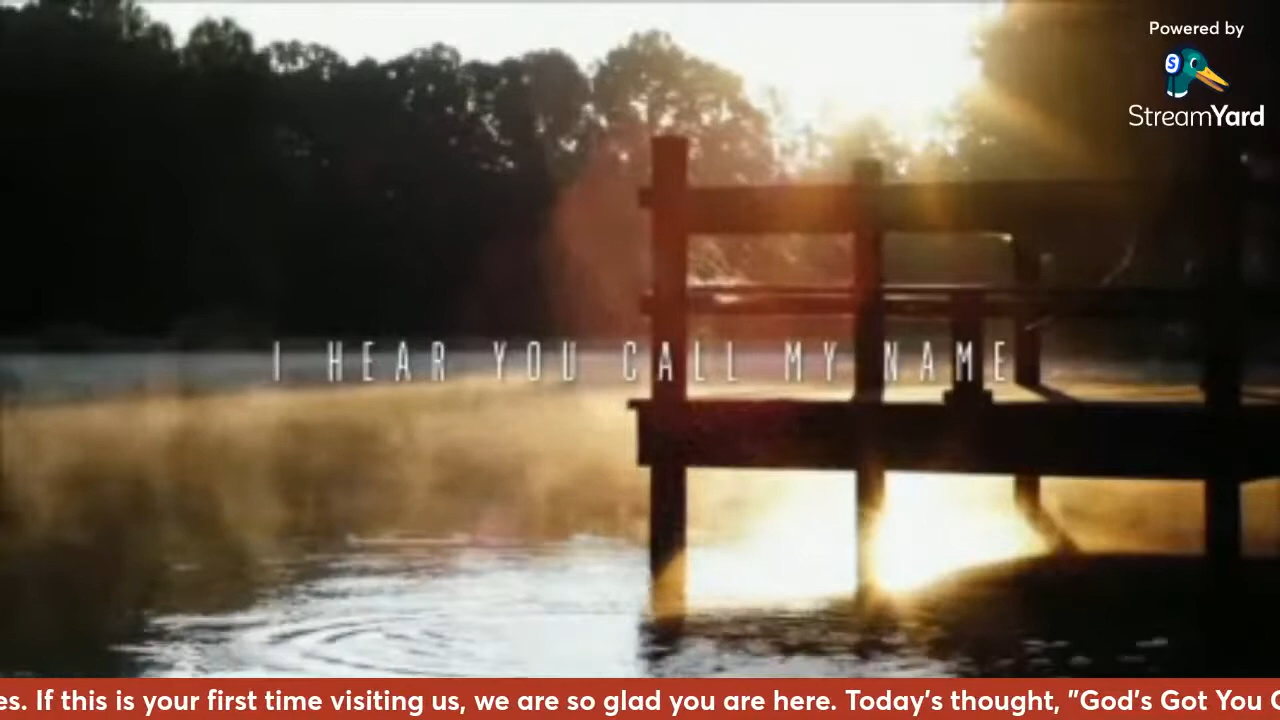 Powered by
StreamYard
I HEAR YOU CALL MY NAME
If this is your first time visiting us, we are so glad you are here. Today's thought, "God's Got You